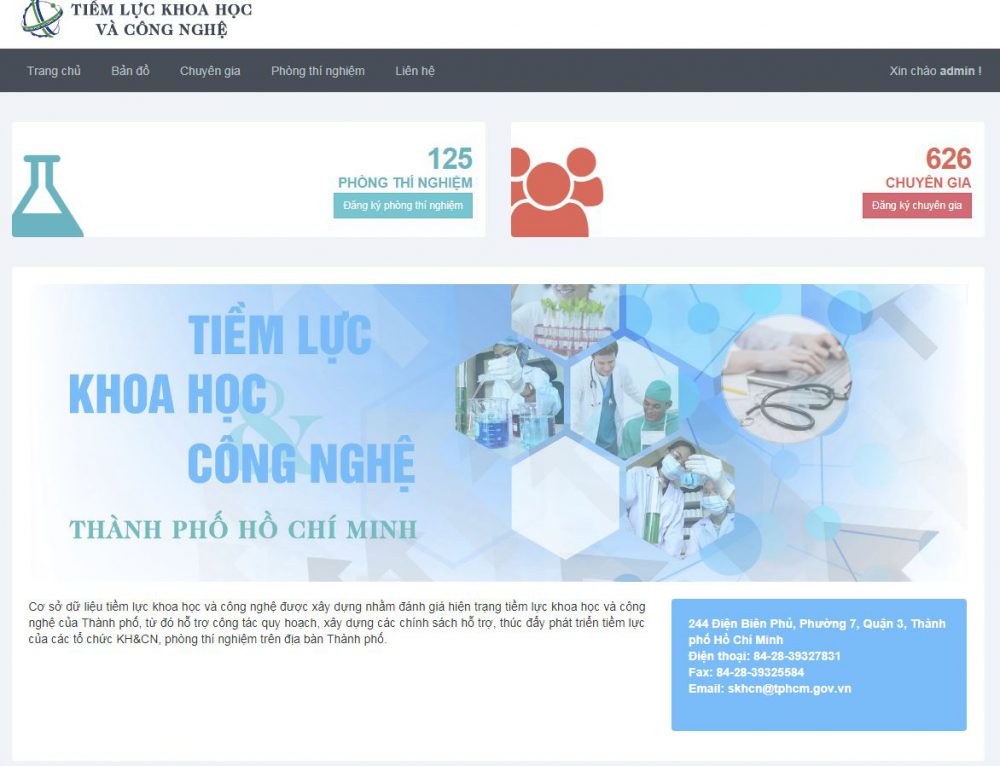 TIỀM LỰC KHOA HỌC
VÀ CÔNG NGHỆ
Trang chủ Bản đồ Chuyên gia Phòng thí nghiệm Liên hệ Xin chào admin !
125
PHÒNG THÍ NGHIỆM
Đăng ký phòng thí nghiệm
626
CHUYÊN GIA
Đăng ký chuyên gia
TIỀM LỰC
KHOA HỌC
&
CÔNG NGHỆ
THÀNH PHỐ HỒ CHÍ MINH
Cơ sở dữ liệu tiềm lực khoa học và công nghệ được xây dựng nhằm đánh giá hiện trạng tiềm lực khoa học và công
nghệ của Thành phố, từ đó hỗ trợ công tác quy hoạch, xây dựng các chính sách hỗ trợ, thúc đẩy phát triển tiềm lực
của các tổ chức KH&CN, phòng thí nghiệm trên địa bàn Thành phố.
244 Điện Biên Phủ, Phường 7, Quận 3, Thành
phố Hồ Chí Minh
Điện thoại: 84-28-39327831
Fax: 84-28-39325584
Email: skhcn@tphcm.gov.vn